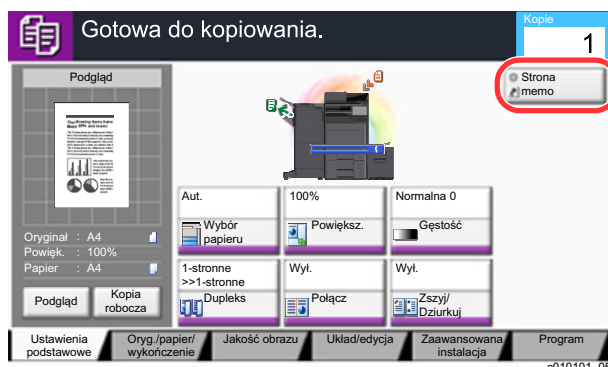 Gotowa do kopiowania.
Kopie
1
Podgląd
Strona
memo
Aut.
100%
Normalna 0
Wybór
papieru
Powiększ.
Gęstość
Oryginał : A4
Powięk. : 100%
Papier : A4
1-stronne
>>1-stronne
Wył.
Wył.
Dupleks
Połącz
Zszyj/
Dziurkuj
Podgląd
Kopia
robocza
Ustawienia
podstawowe
Oryg./papier/
wykończenie
Jakość obrazu
Układ/edycja
Zaawansowana
instalacja
Program